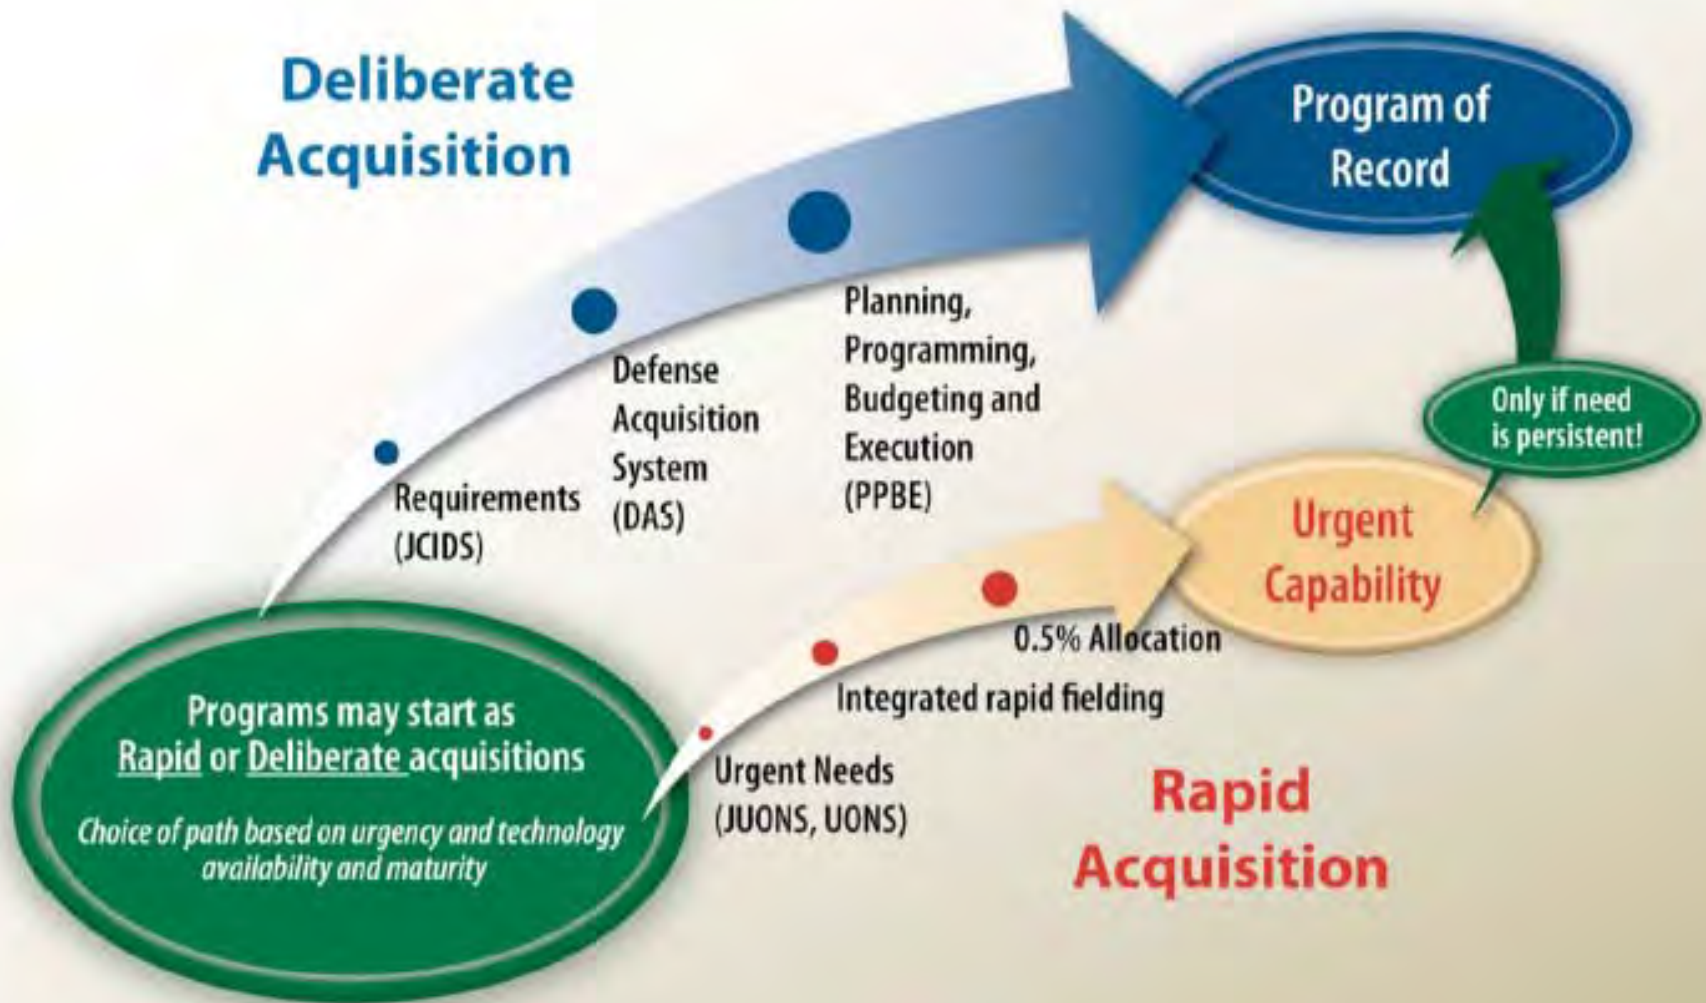 Deliberate
Acquisition
Program of
Record
Planning,
Programming,
Budgeting and
Execution
(PPBE)
Defense
Acquisition
System
(DAS)
Requirements
(JCIDS)
Only if need
is persistent!
Urgent
Capability
0.5% Allocation
Integrated rapid fielding
Urgent Needs
(JUONS, UONS)
Programs may start as
Rapid or Deliberate acquisitions
Choice of path based on urgency and technology
availability and maturity
Rapid
Acquisition